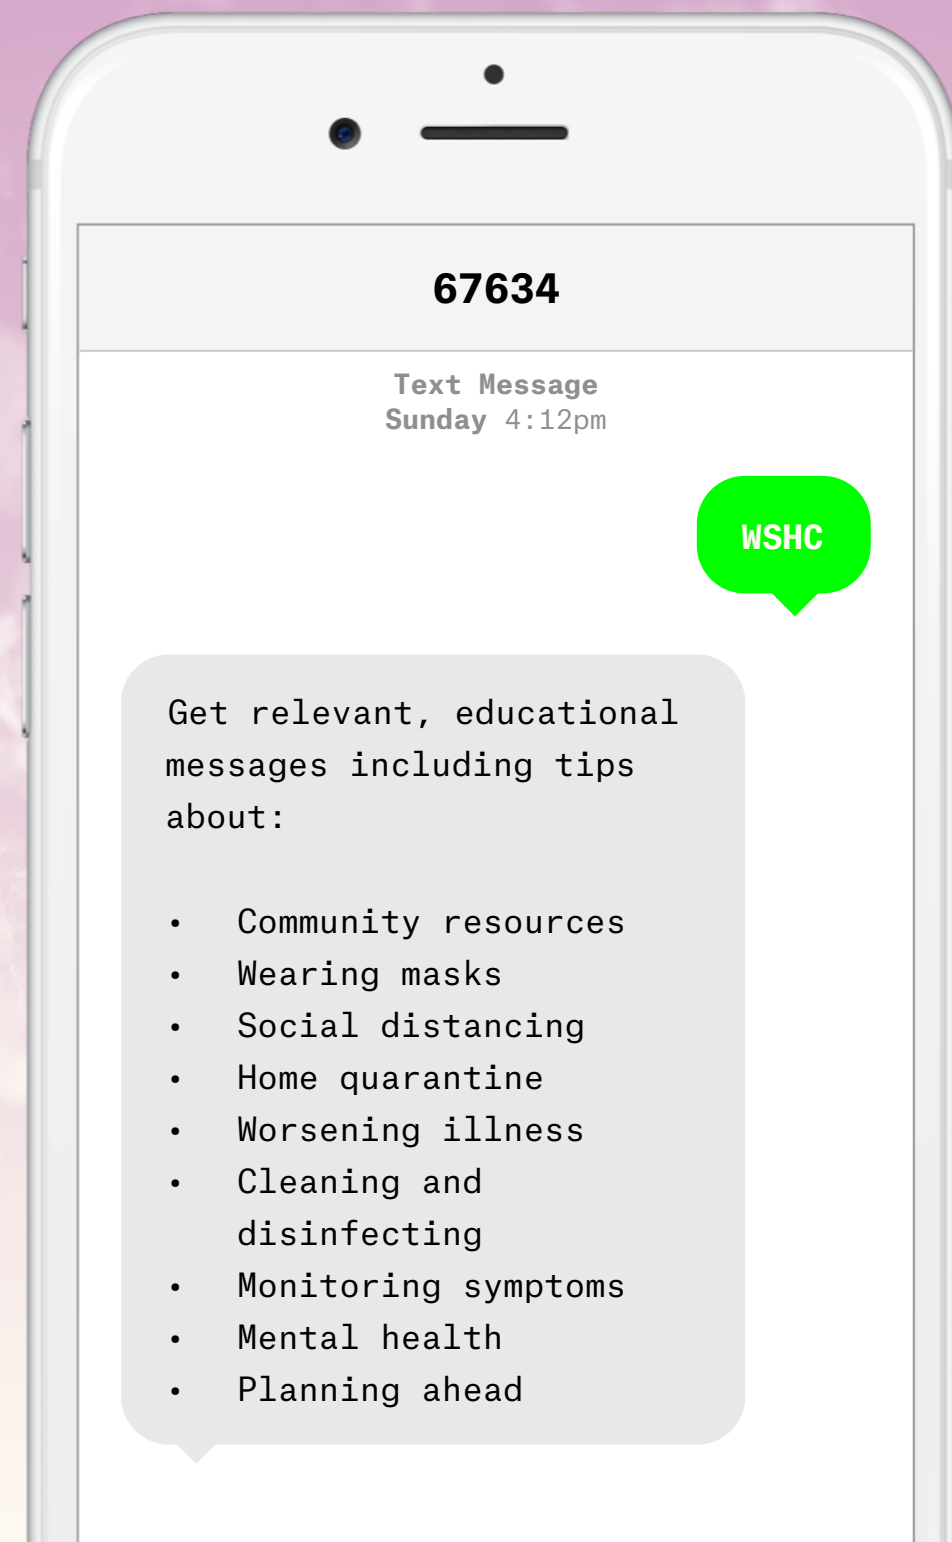 67634
Text Message
Sunday 4:12pm
WSHC
Get relevant, educational
messages including tips
about:
• Community resources
• Wearing masks
• Social distancing
• Home quarantine
• Worsening illness
• Cleaning and
disinfecting
• Monitoring symptoms
• Mental health
• Planning ahead